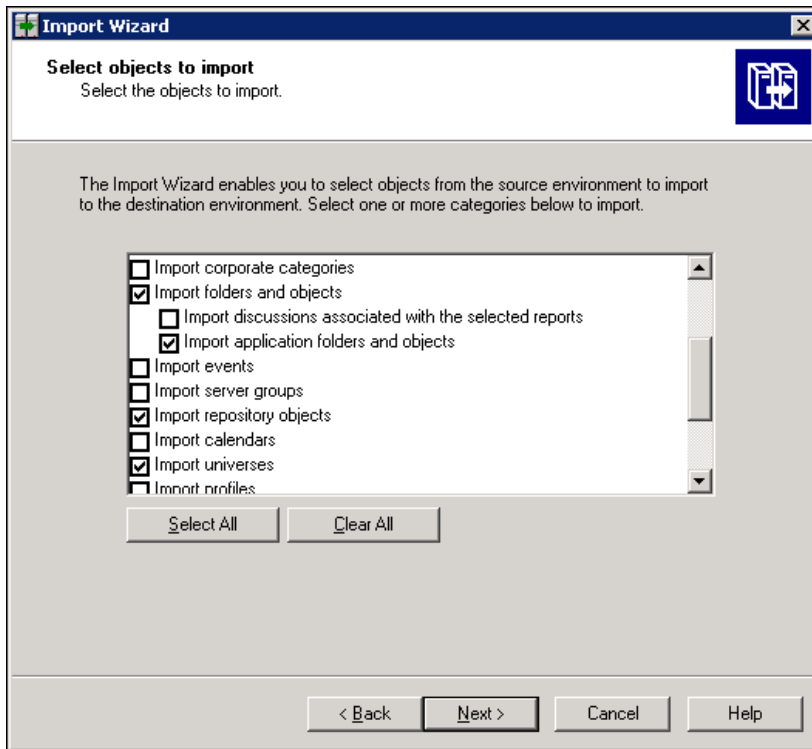 Import Wizard
Select objects to import
Select the objects to import.
The Import Wizard enables you to select objects from the source environment to import
to the destination environment. Select one or more categories below to import.
Import corporate categories
Import folders and objects
Import discussions associated with the selected reports
Import application folders and objects
Import events
Import server groups
Import repository objects
Import calendars
Import universes
Import profiles
Select All
Clear All
< Back
Next >
Cancel
Help